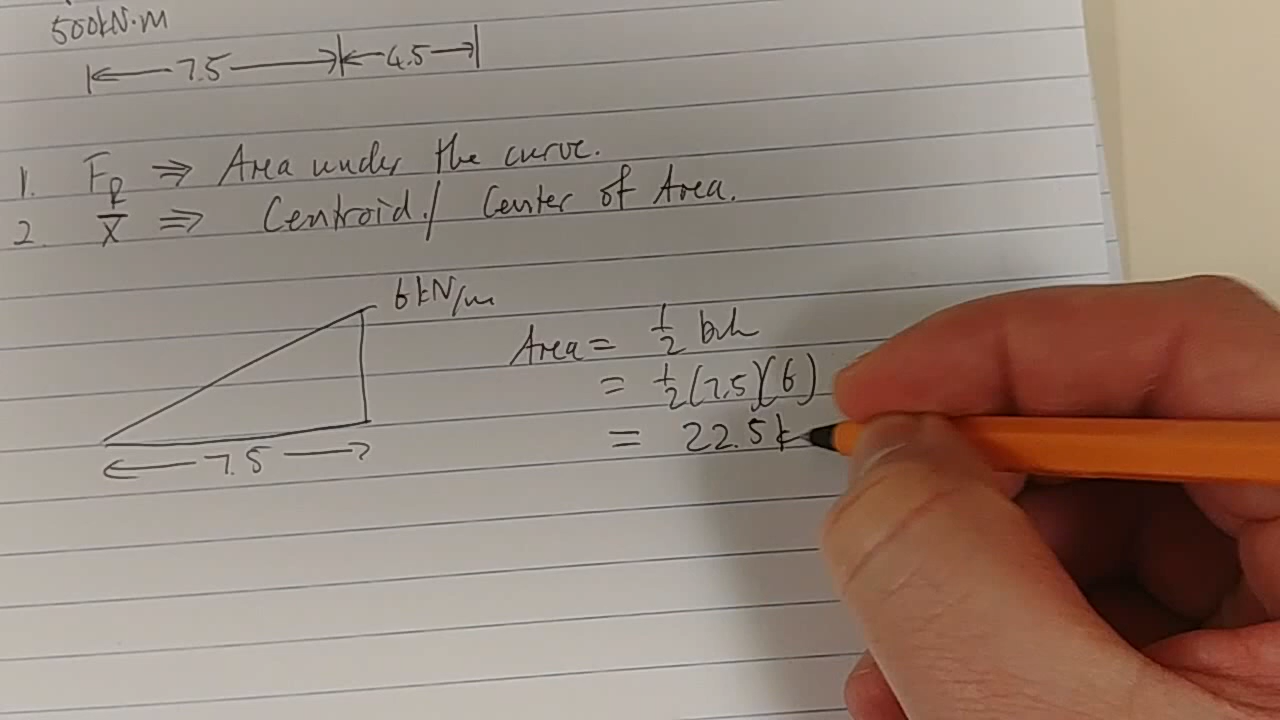 500kN·m
7.5 4.5
1. F_R ⇒ Area under the curve.
2. X̄ ⇒ Centroid / Center of Area.
6kN/m
Area = 1/2 bh
= 1/2(7.5)(6)
= 22.5k
7.5